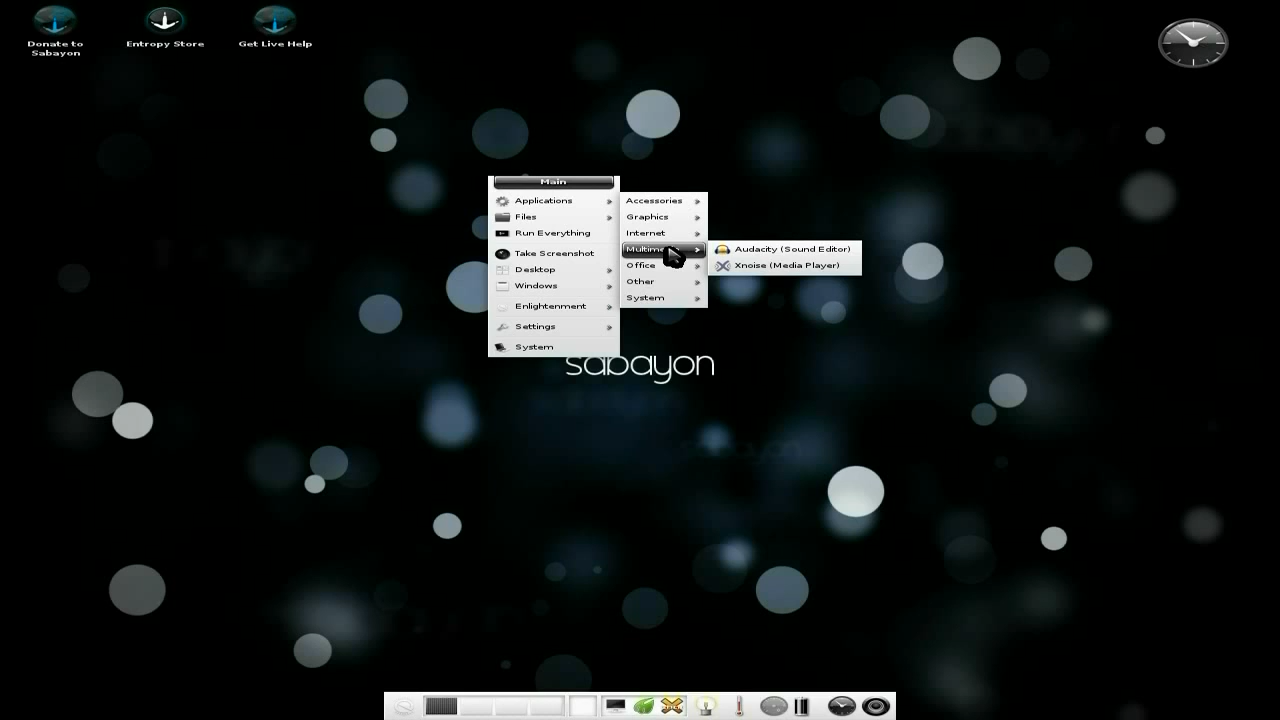 Donate to
Sabayon
Entropy Store
Get Live Help
Main
Applications
Files
Run Everything
Take Screenshot
Desktop
Windows
Enlightenment
Settings
System
Accessories
Graphics
Internet
Office
Other
System
Audacity (Sound Editor)
Xnoise (Media Player)
sabayon